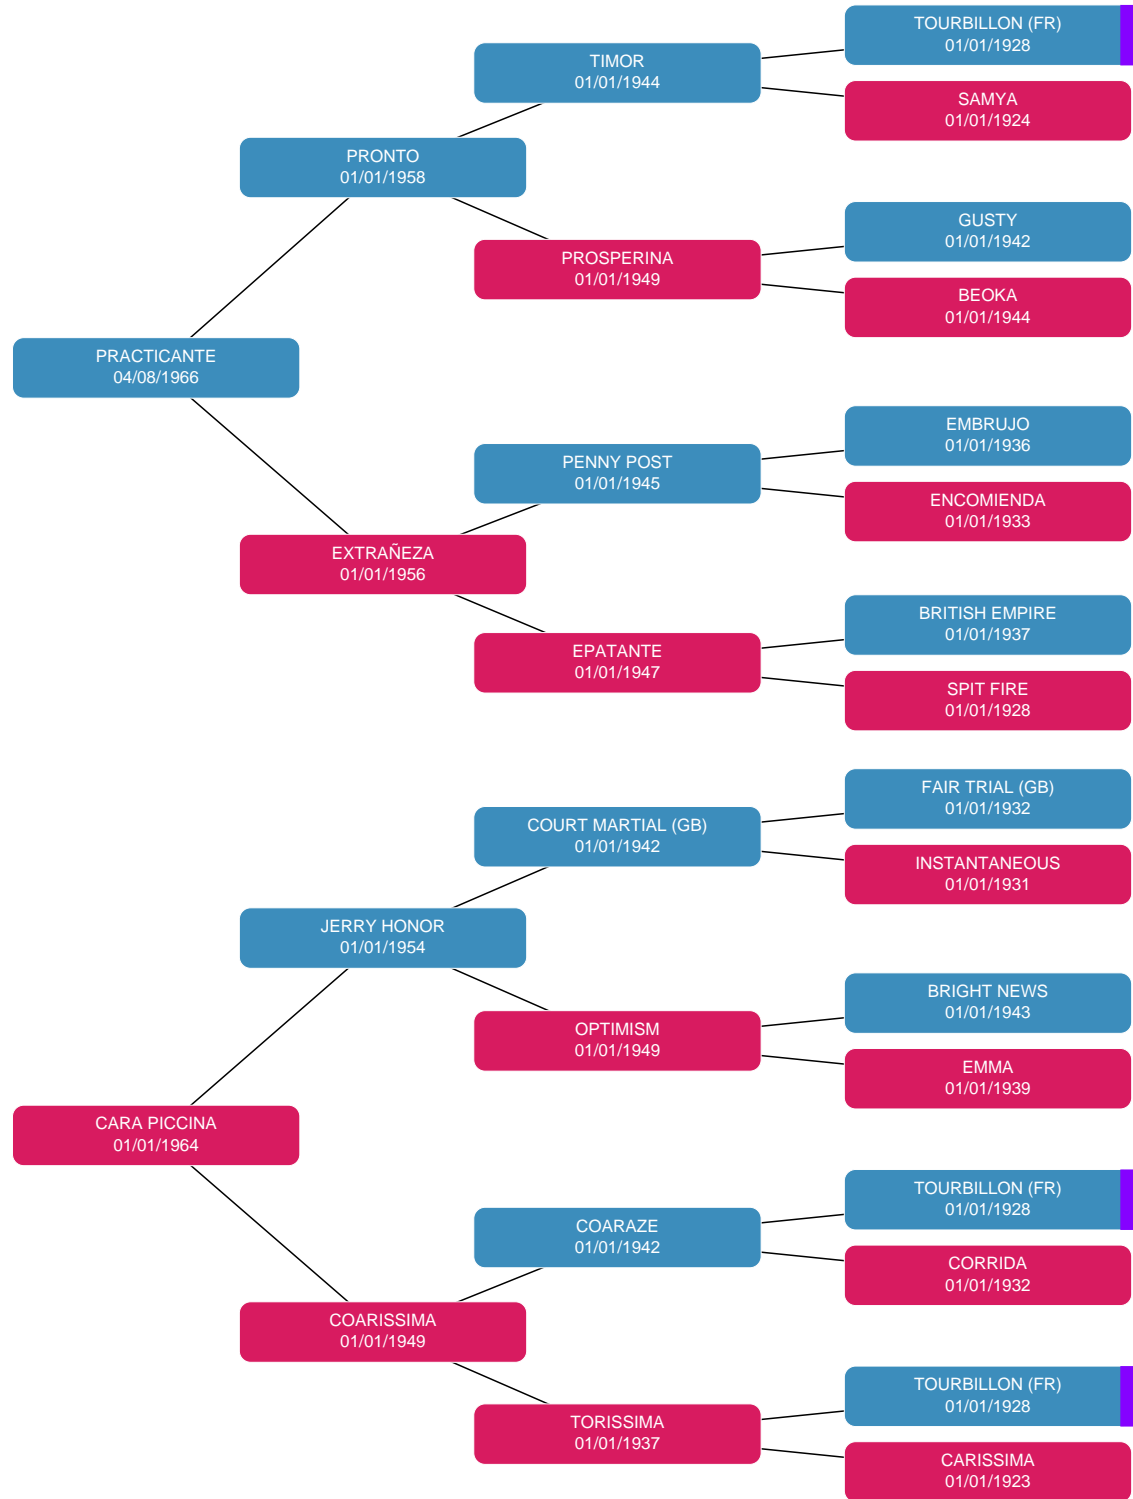 TOURBILLON (FR)
01/01/1928
TIMOR
01/01/1944
SAMYA
01/01/1924
PRONTO
01/01/1958
GUSTY
01/01/1942
PROSPERINA
01/01/1949
BEOKA
01/01/1944
PRACTICANTE
04/08/1966
EMBRUJO
01/01/1936
PENNY POST
01/01/1945
ENCOMIENDA
01/01/1933
EXTRAÑEZA
01/01/1956
BRITISH EMPIRE
01/01/1937
EPATANTE
01/01/1947
SPIT FIRE
01/01/1928
FAIR TRIAL (GB)
01/01/1932
COURT MARTIAL (GB)
01/01/1942
INSTANTANEOUS
01/01/1931
JERRY HONOR
01/01/1954
BRIGHT NEWS
01/01/1943
OPTIMISM
01/01/1949
EMMA
01/01/1939
CARA PICCINA
01/01/1964
TOURBILLON (FR)
01/01/1928
COARAZE
01/01/1942
CORRIDA
01/01/1932
COARISSIMA
01/01/1949
TOURBILLON (FR)
01/01/1928
TORISSIMA
01/01/1937
CARISSIMA
01/01/1923